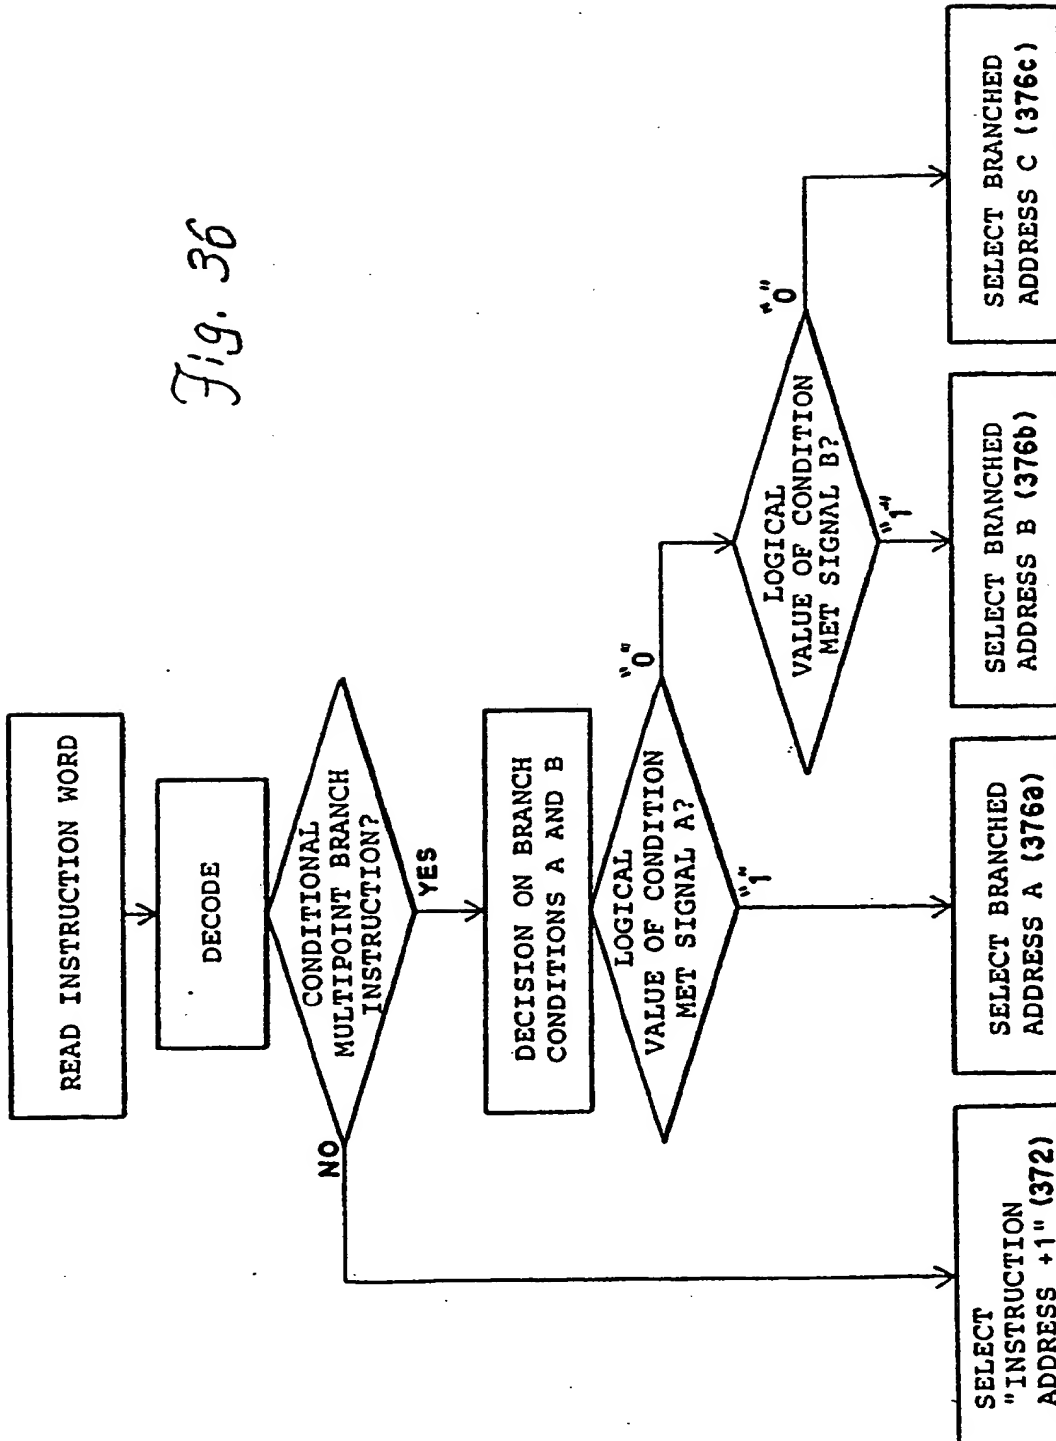 Fig. 36
READ INSTRUCTION WORD
DECODE
CONDITIONAL
MULTIPOINT BRANCH
INSTRUCTION?
NO
YES
DECISION ON BRANCH
CONDITIONS A AND B
LOGICAL
VALUE OF CONDITION
MET SIGNAL A?
"0"
"1"
LOGICAL
VALUE OF CONDITION
MET SIGNAL B?
"0"
"1"
SELECT
"INSTRUCTION
ADDRESS +1" (372)
SELECT BRANCHED
ADDRESS A (376a)
SELECT BRANCHED
ADDRESS B (376b)
SELECT BRANCHED
ADDRESS C (376c)